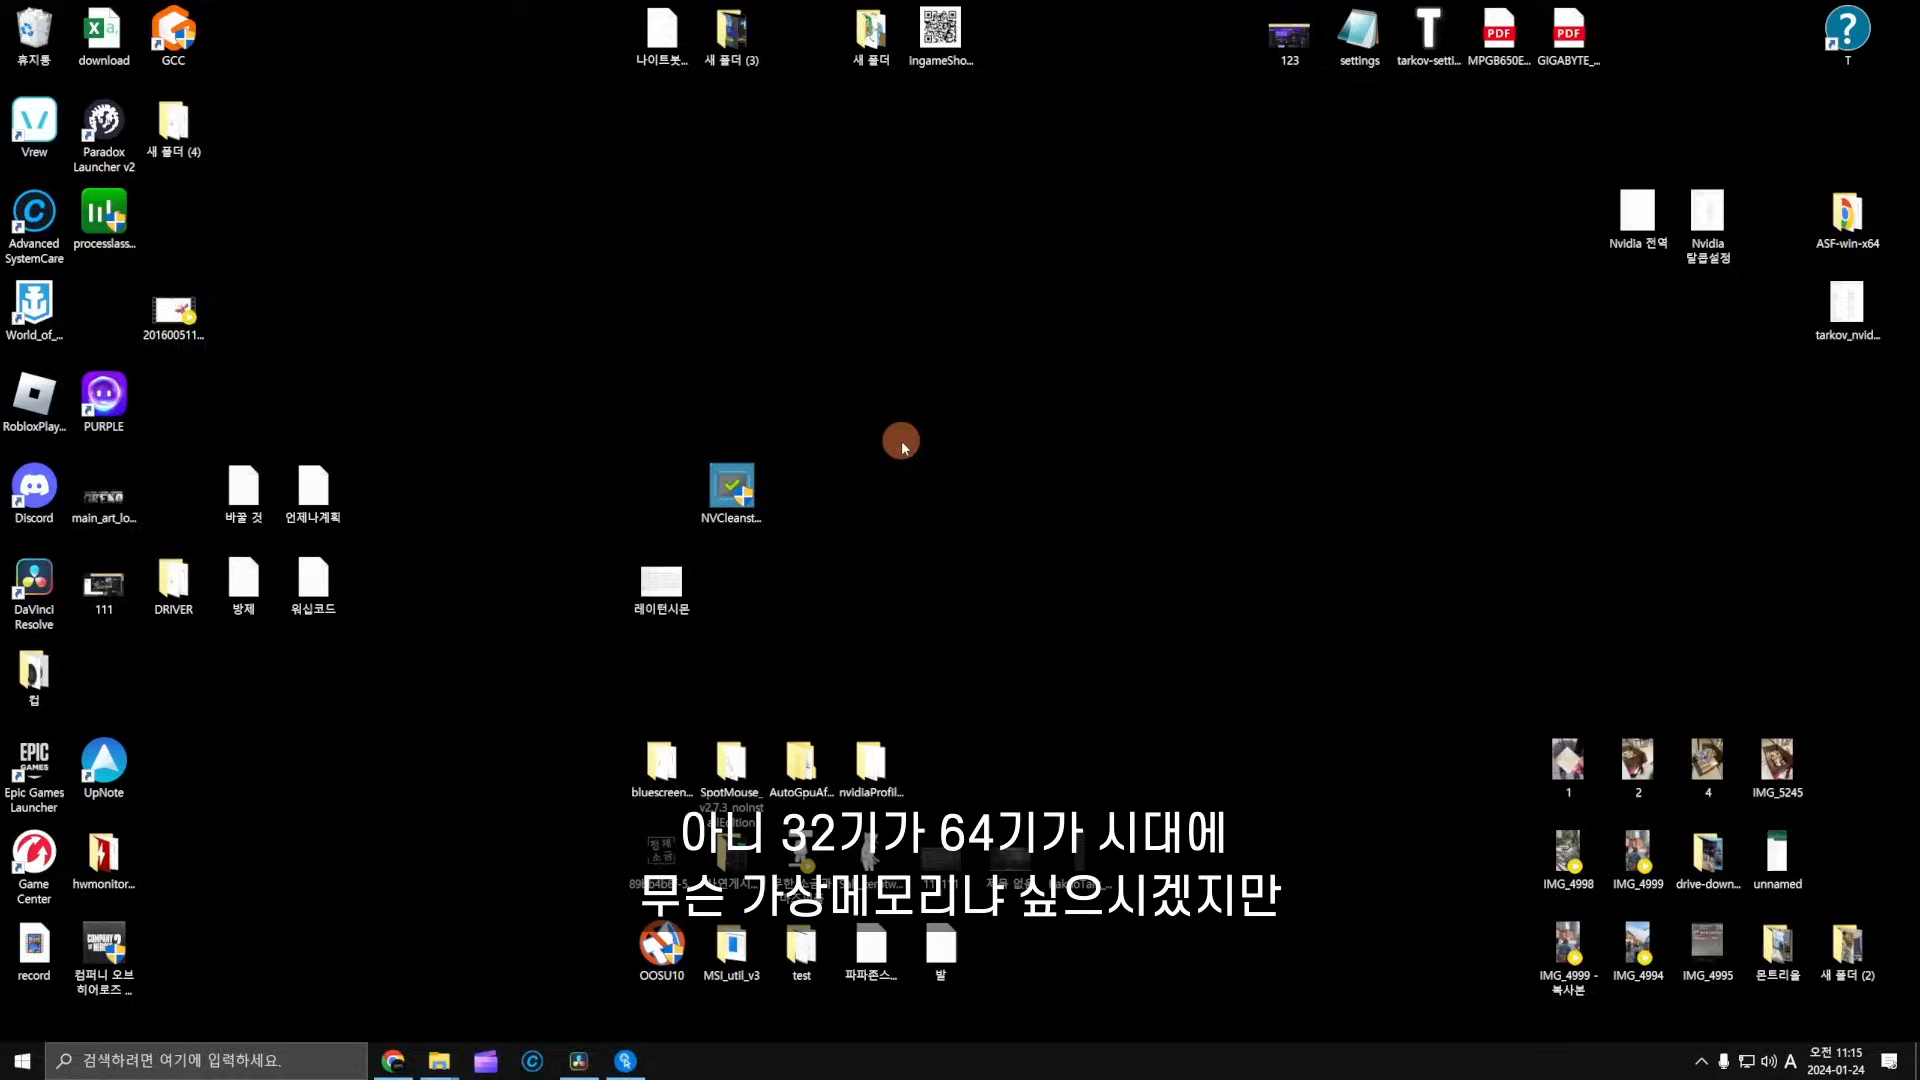 휴지통
download
GCC
나이트봇...
새 폴더 (3)
새 폴더
ingameSho...
123
settings
tarkov-setti...
MPGB650E...
GIGABYTE_...
T
Vrew
Paradox
Launcher v2
새 폴더 (4)
Advanced
SystemCare
processlass...
Nvidia 전역
Nvidia
탈콥설정
ASF-win-x64
World_of_...
201600511...
tarkov_nvid...
RobloxPlay...
PURPLE
Discord
main_art_lo...
바꿀 것
언제나계획
NVCleanst...
DaVinci
Resolve
111
DRIVER
방제
워십코드
레이턴시몬
컵
Epic Games
Launcher
UpNote
bluescreen...
SpotMouse_
v2.7.3_noinst
allEdition
AutoGpuAf...
nvidiaProfil...
1
2
4
IMG_5245
아니 32기가 64기가 시대에
무슨 가상메모리냐 싶으시겠지만
Game
Center
hwmonitor...
IMG_4998
IMG_4999
drive-down...
unnamed
record
컴퍼니 오브
히어로즈 ...
OOSU10
MSI_util_v3
test
파파존스...
발
IMG_4999 -
복사본
IMG_4994
IMG_4995
몬트리올
새 폴더 (2)
검색하려면 여기에 입력하세요.
A
오전 11:15
2024-01-24